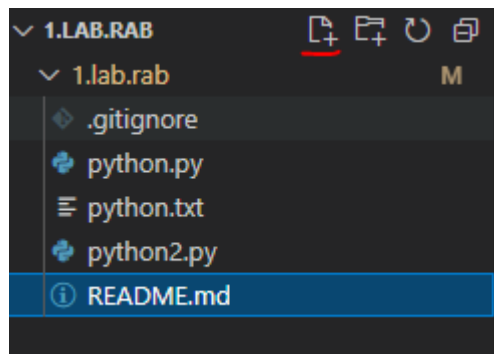 1.LAB.RAB
1.lab.rab M
.gitignore
python.py
python.txt
python2.py
README.md